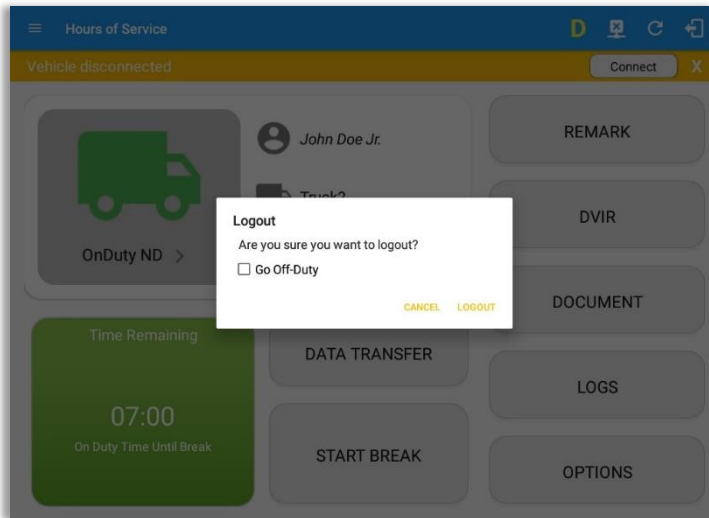 Hours of Service
D
Vehicle disconnected
Connect
X
John Doe Jr.
Truck2
OnDuty ND >
REMARK
DVIR
DOCUMENT
LOGS
OPTIONS
Logout
Are you sure you want to logout?
Go Off-Duty
CANCEL LOGOUT
Time Remaining
07:00
On Duty Time Until Break
DATA TRANSFER
START BREAK